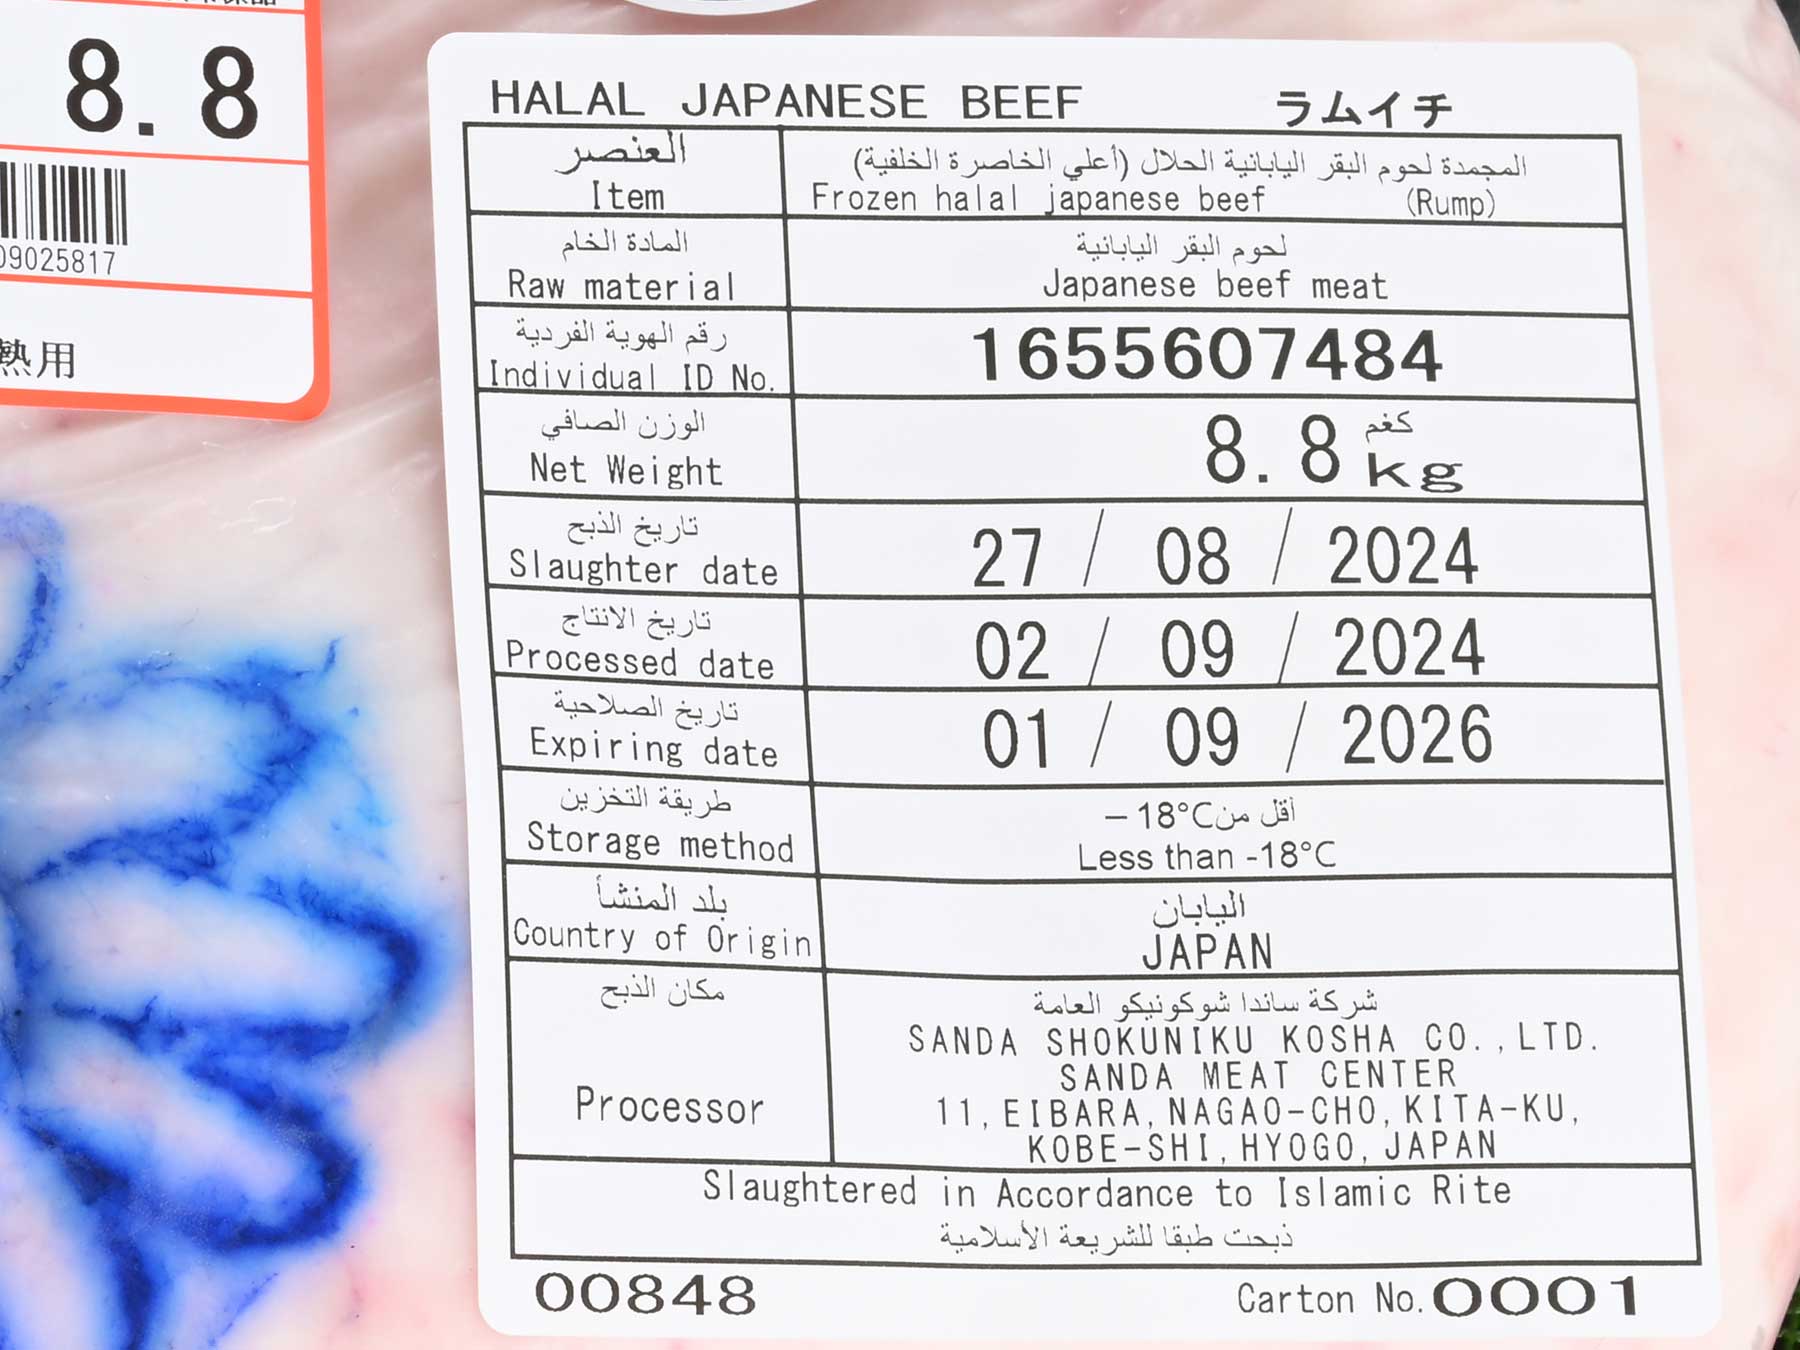 8.8
09025817
熱用
HALAL JAPANESE BEEF ラムイチ
العنصر
Item
المجمدة لحوم البقر اليابانية الحلال (أعلي الخاصرة الخلفية)
Frozen halal japanese beef (Rump)
المادة الخام
Raw material
لحوم البقر اليابانية
Japanese beef meat
رقم الهوية الفردية
Individual ID No.
1655607484
الوزن الصافي
Net Weight
8.8 كغم
kg
تاريخ الذبح
Slaughter date
27 / 08 / 2024
تاريخ الانتاج
Processed date
02 / 09 / 2024
تاريخ الصلاحية
Expiring date
01 / 09 / 2026
طريقة التخزين
Storage method
أقل من -18°C
Less than -18°C
بلد المنشأ
Country of Origin
اليابان
JAPAN
مكان الذبح
Processor
شركة ساندا شوكونيكو العامة
SANDA SHOKUNIKU KOSHA CO.,LTD.
SANDA MEAT CENTER
11,EIBARA,NAGAO-CHO,KITA-KU,
KOBE-SHI,HYOGO,JAPAN
Slaughtered in Accordance to Islamic Rite
ذبحت طبقا للشريعة الأسلامية
00848
Carton No.0001